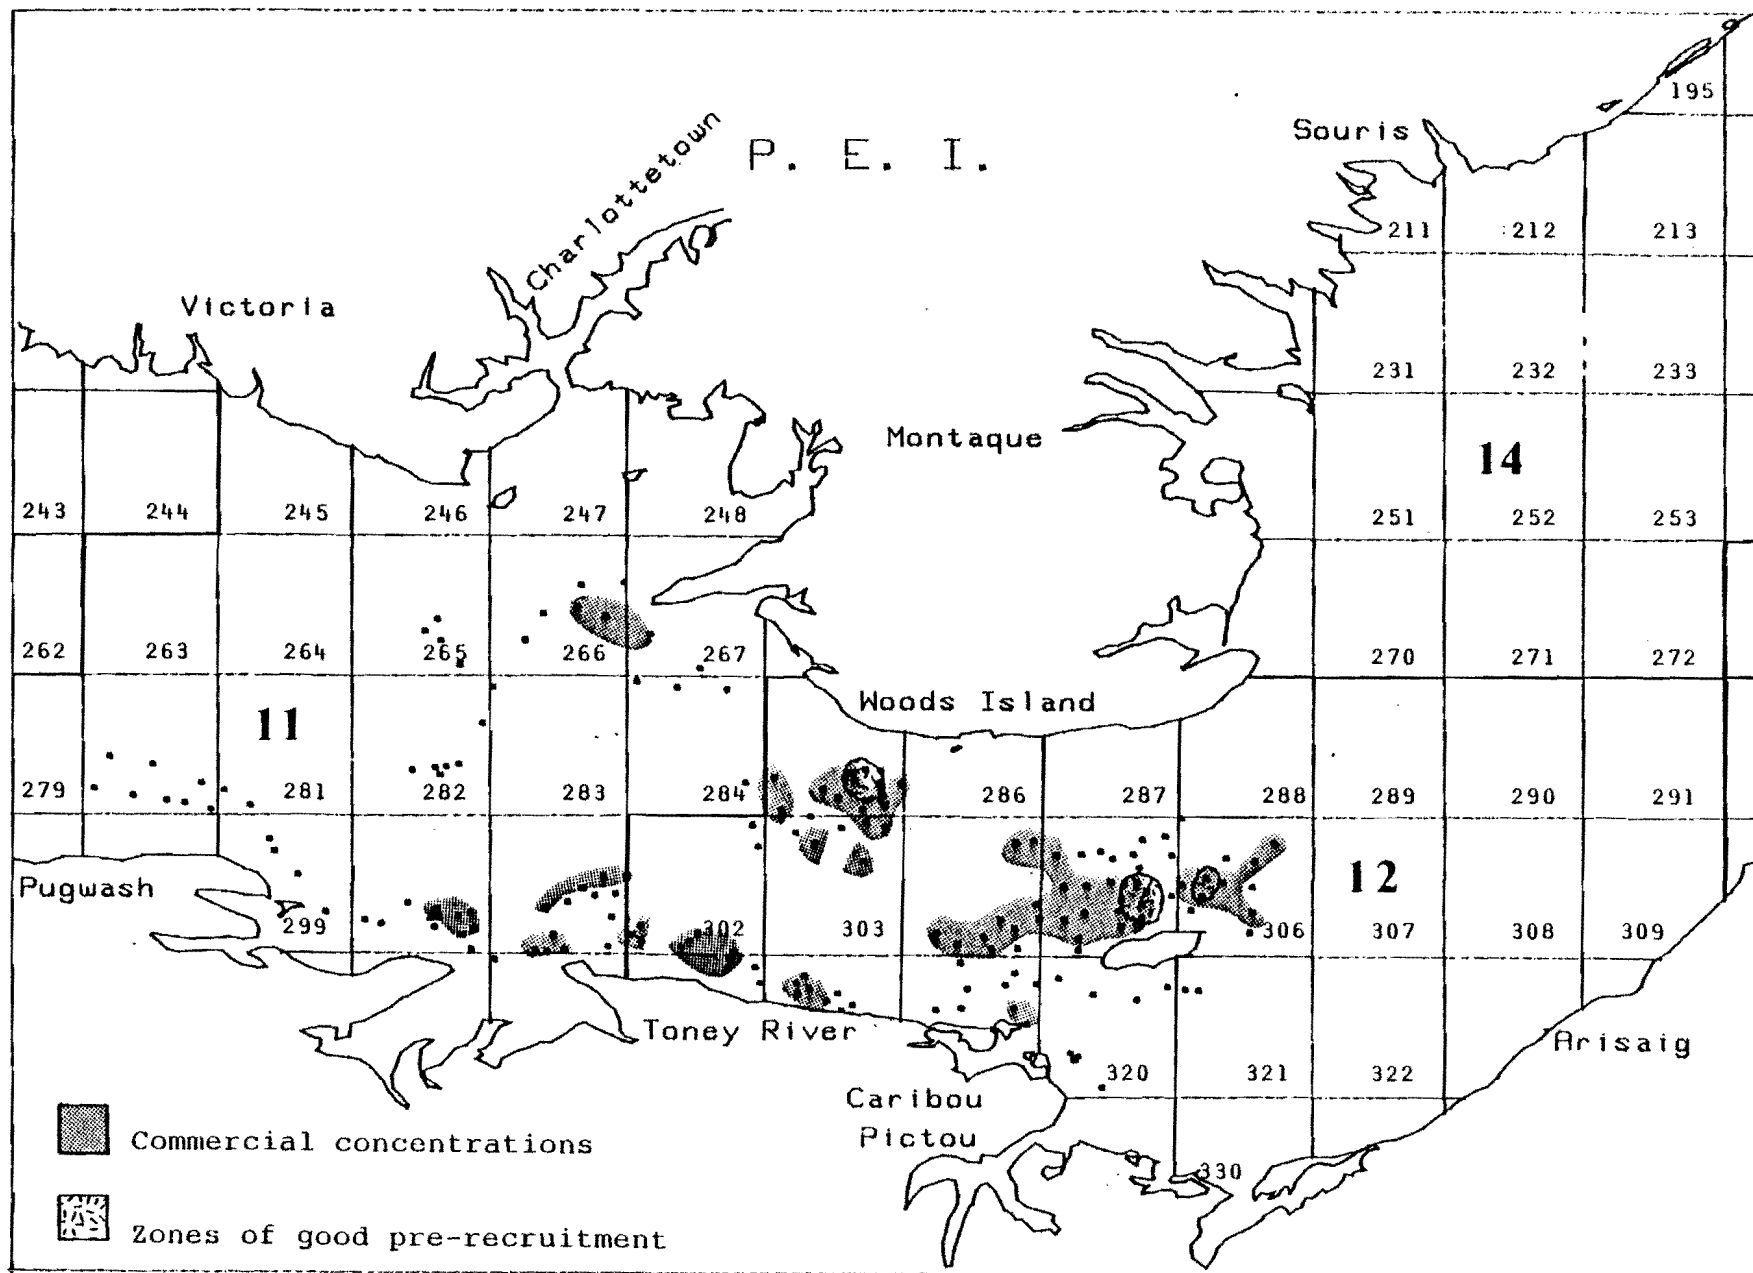 195
Souris
P. E. I.
Charlottetown
211 212 213
Victoria
231 232 233
Montaque
14
243 244 245 246 247 248 251 252 253
262 263 264 265 266 267 270 271 272
Woods Island
11
279 281 282 283 284 286 287 288 289 290 291
Pugwash
12
299 302 303 306 307 308 309
Toney River
Arisaig
320 321 322
Caribou
Pictou
Commercial concentrations
330
Zones of good pre-recruitment